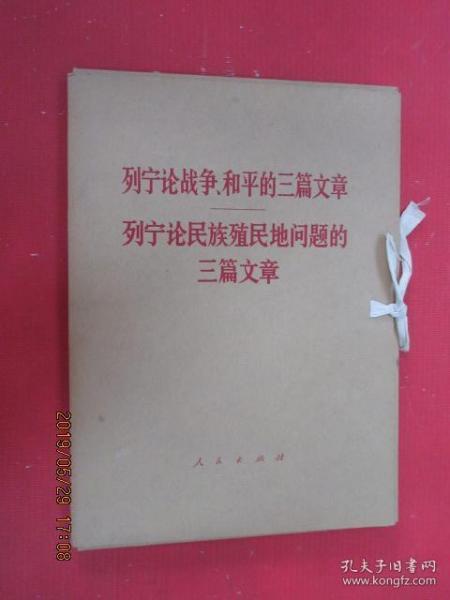 列宁论战争、和平的三篇文章
列宁论民族殖民地问题的
三篇文章
人民出版社
2019/05/29 17:08
孔夫子旧书网
www.kongfz.com